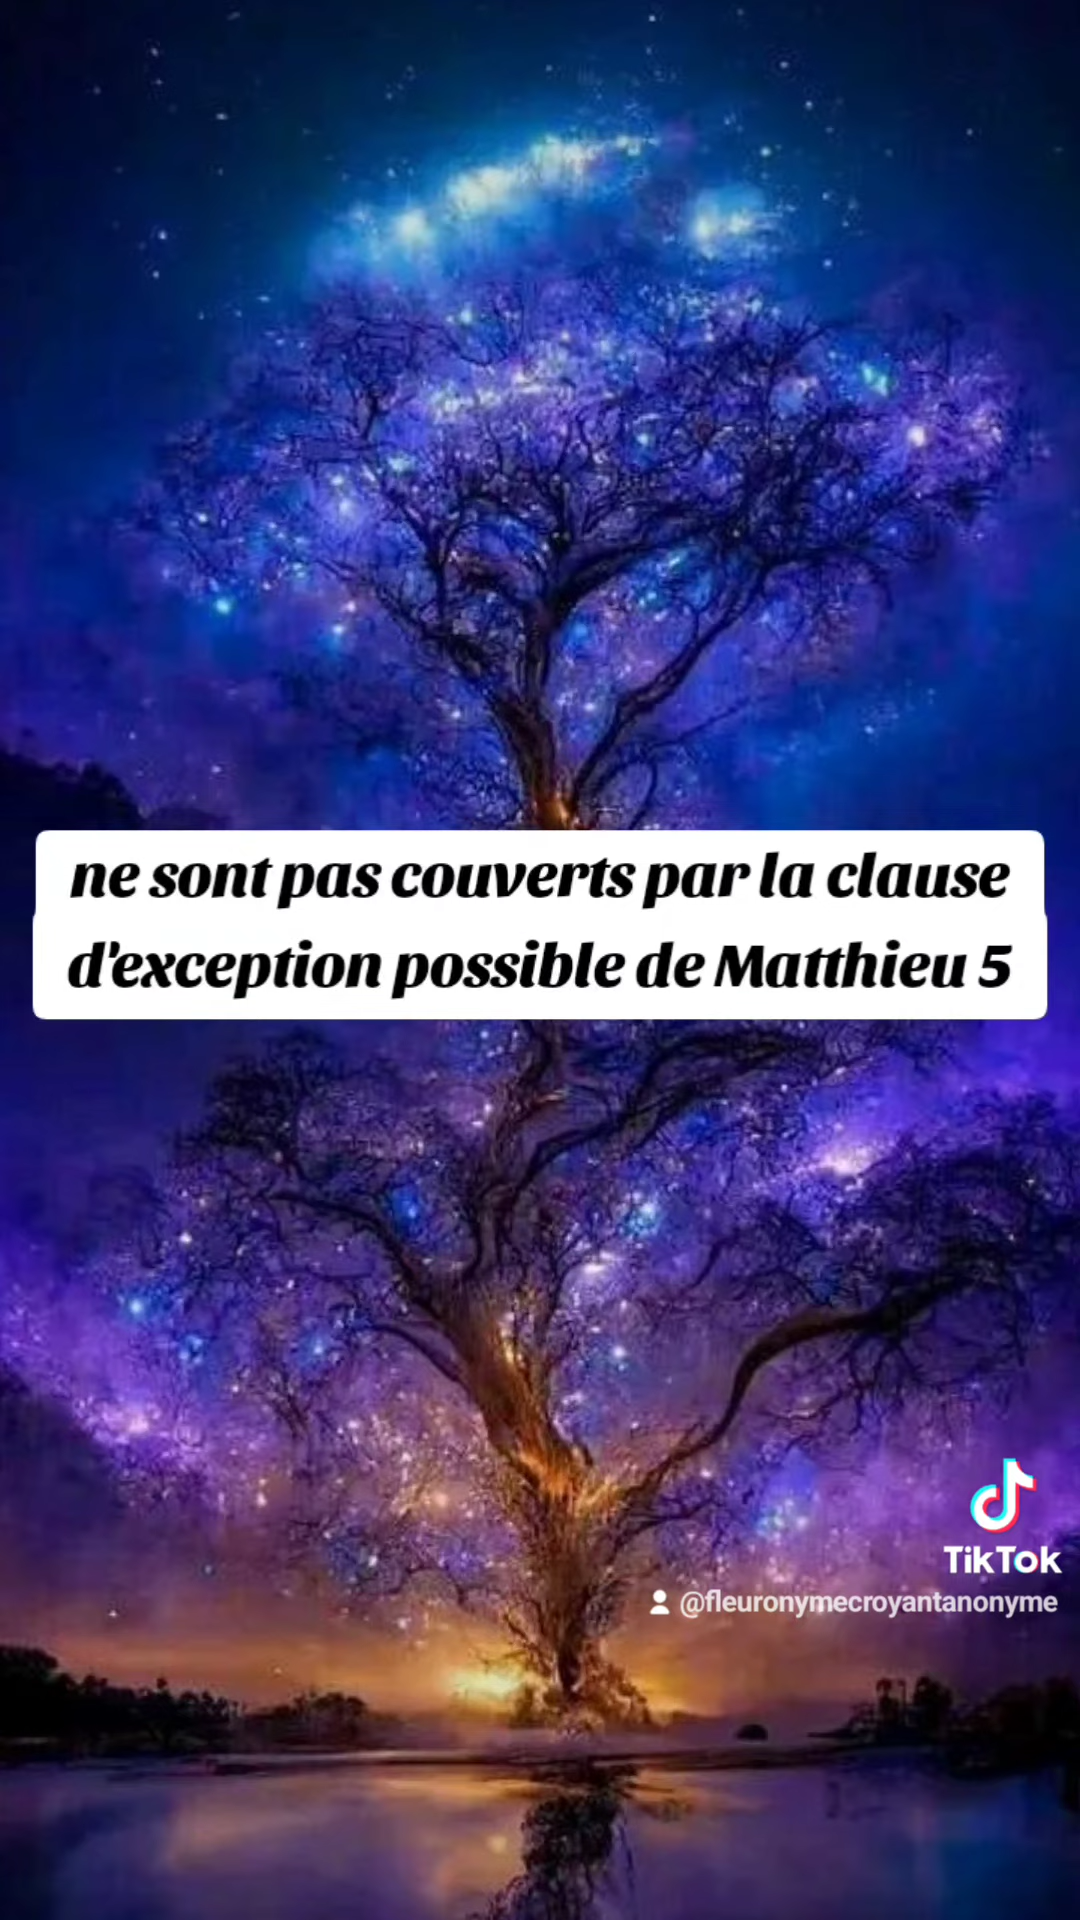 ne sont pas couverts par la clause
d'exception possible de Matthieu 5
TikTok
@fleuronymecroyantanonyme